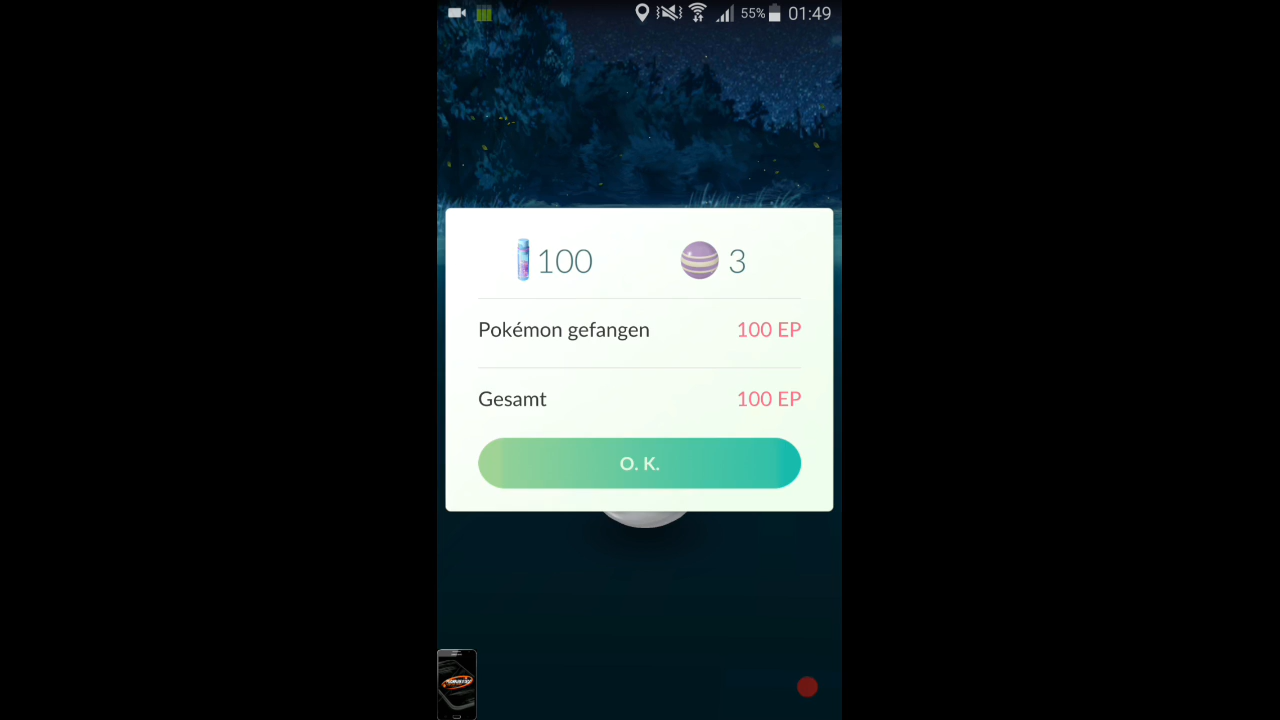 55% 01:49
100 3
Pokémon gefangen 100 EP
Gesamt 100 EP
O. K.